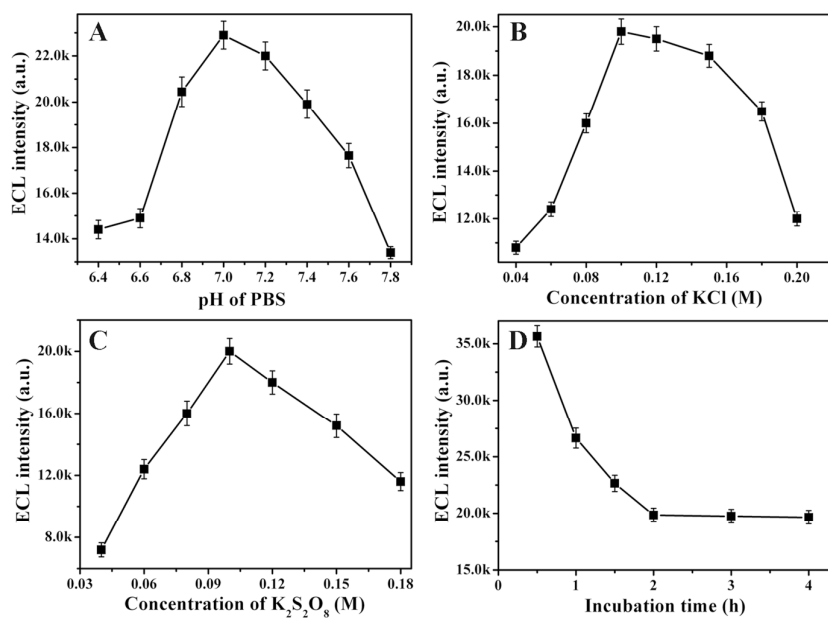 A
ECL intensity (a.u.)
22.0k
20.0k
18.0k
16.0k
14.0k
6.4 6.6 6.8 7.0 7.2 7.4 7.6 7.8
pH of PBS
B
ECL intensity (a.u.)
20.0k
18.0k
16.0k
14.0k
12.0k
0.04 0.08 0.12 0.16 0.20
Concentration of KCl (M)
C
ECL intensity (a.u.)
20.0k
16.0k
12.0k
8.0k
0.03 0.06 0.09 0.12 0.15 0.18
Concentration of K₂S₂O₈ (M)
D
ECL intensity (a.u.)
35.0k
30.0k
25.0k
20.0k
15.0k
0 1 2 3 4
Incubation time (h)